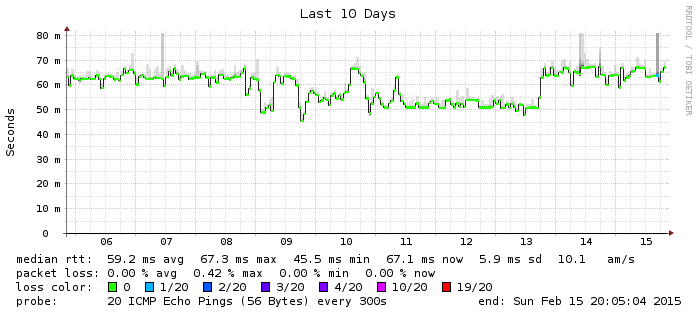 Last 10 Days
RRDTOOL / TOBI OETIKER
Seconds
80 m
70 m
60 m
50 m
40 m
30 m
20 m
10 m
0
06 07 08 09 10 11 12 13 14 15
median rtt: 59.2 ms avg 67.3 ms max 45.5 ms min 67.1 ms now 5.9 ms sd 10.1 am/s
packet loss: 0.00 % avg 0.42 % max 0.00 % min 0.00 % now
loss color: 0 1/20 2/20 3/20 4/20 10/20 19/20
probe: 20 ICMP Echo Pings (56 Bytes) every 300s end: Sun Feb 15 20:05:04 2015